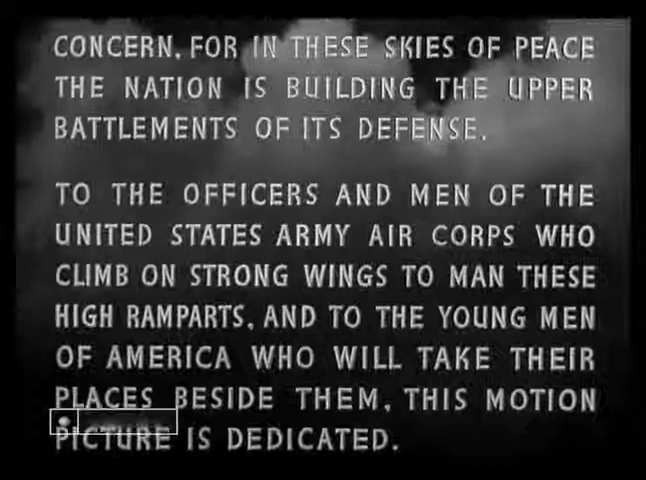 CONCERN, FOR IN THESE SKIES OF PEACE
THE NATION IS BUILDING THE UPPER
BATTLEMENTS OF ITS DEFENSE.
TO THE OFFICERS AND MEN OF THE
UNITED STATES ARMY AIR CORPS WHO
CLIMB ON STRONG WINGS TO MAN THESE
HIGH RAMPARTS, AND TO THE YOUNG MEN
OF AMERICA WHO WILL TAKE THEIR
PLACES BESIDE THEM, THIS MOTION
PICTURE IS DEDICATED.